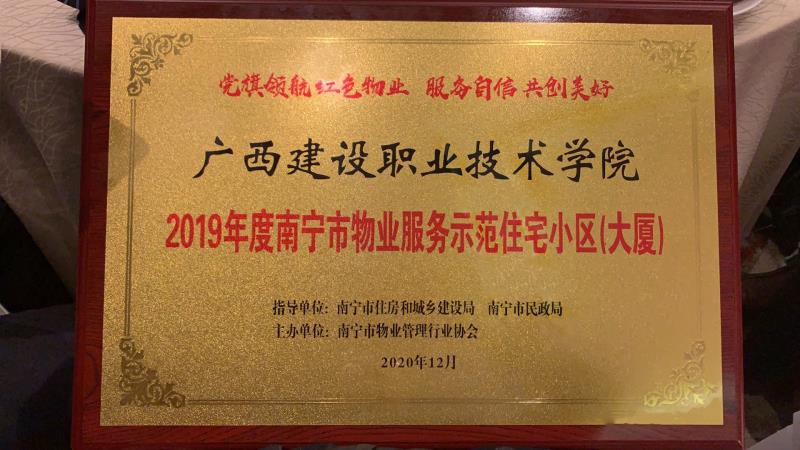 党旗领航 红色物业 服务自信 共创美好
广西建设职业技术学院
2019年度南宁市物业服务示范住宅小区(大厦)
指导单位：南宁市住房和城乡建设局 南宁市民政局
主办单位：南宁市物业管理行业协会
2020年12月